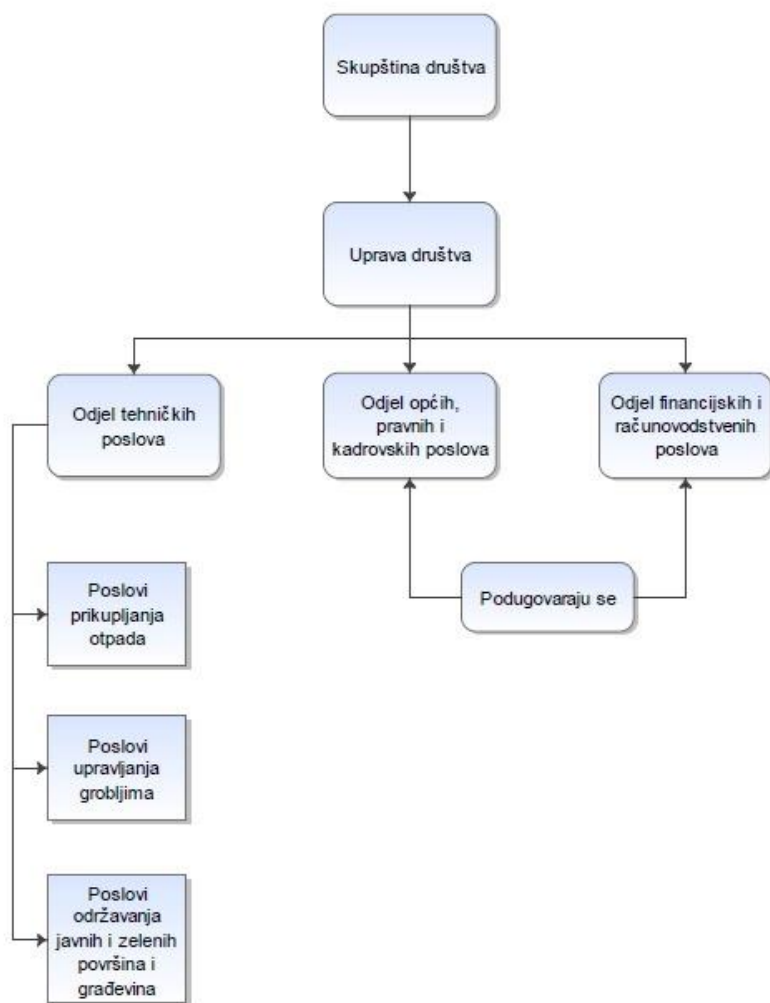 Skupština društva
Uprava društva
Odjel tehničkih
poslova
Odjel općih,
pravnih i
kadrovskih poslova
Odjel financijskih i
računovodstvenih
poslova
Podugovaraju se
Poslovi
prikupljanja
otpada
Poslovi
upravljanja
grobljima
Poslovi
održavanja
javnih i zelenih
površina i
građevina